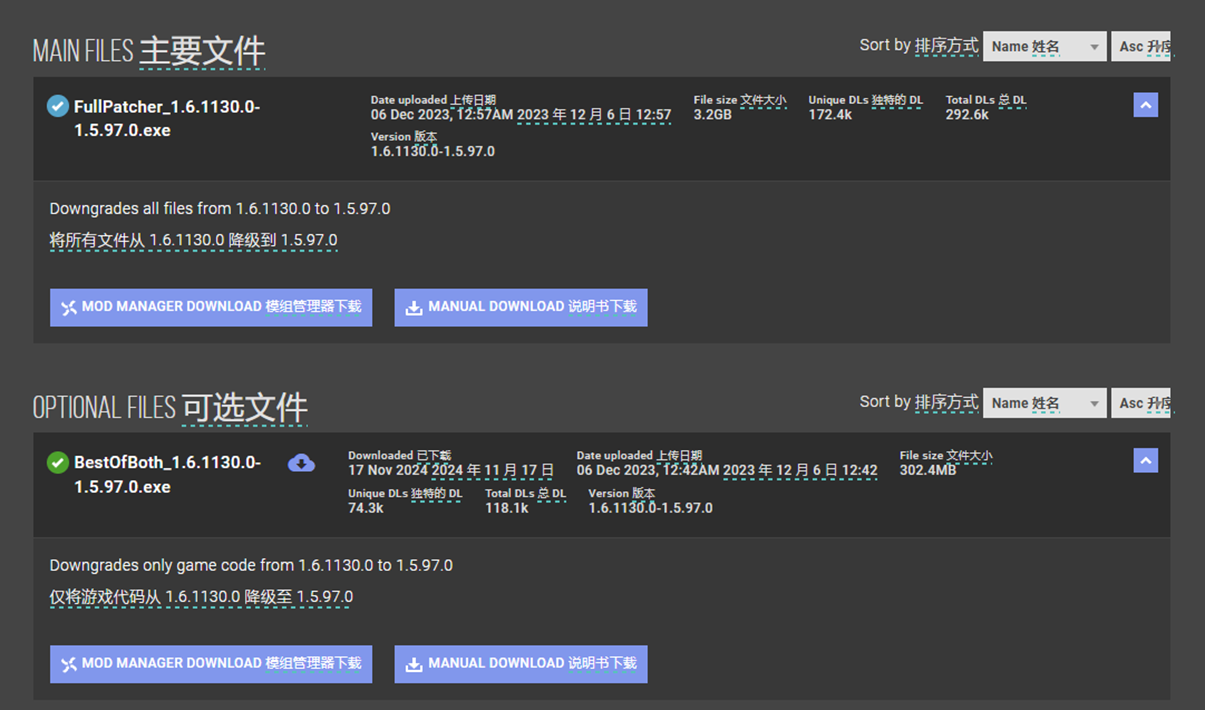 MAIN FILES 主要文件
Sort by 排序方式 Name 姓名 Asc 升序
FullPatcher_1.6.1130.0-
1.5.97.0.exe
Date uploaded 上传日期
06 Dec 2023, 12:57AM 2023 年 12 月 6 日 12:57
File size 文件大小
3.2GB
Unique DLs 独特的 DL
172.4k
Total DLs 总 DL
292.6k
Version 版本
1.6.1130.0-1.5.97.0
Downgrades all files from 1.6.1130.0 to 1.5.97.0
将所有文件从 1.6.1130.0 降级到 1.5.97.0
MOD MANAGER DOWNLOAD 模组管理器下载
MANUAL DOWNLOAD 说明书下载
OPTIONAL FILES 可选文件
Sort by 排序方式 Name 姓名 Asc 升序
BestOfBoth_1.6.1130.0-
1.5.97.0.exe
Downloaded 已下载
17 Nov 2024 2024 年 11 月 17 日
Date uploaded 上传日期
06 Dec 2023, 12:42AM 2023 年 12 月 6 日 12:42
File size 文件大小
302.4MB
Unique DLs 独特的 DL
74.3k
Total DLs 总 DL
118.1k
Version 版本
1.6.1130.0-1.5.97.0
Downgrades only game code from 1.6.1130.0 to 1.5.97.0
仅将游戏代码从 1.6.1130.0 降级至 1.5.97.0
MOD MANAGER DOWNLOAD 模组管理器下载
MANUAL DOWNLOAD 说明书下载